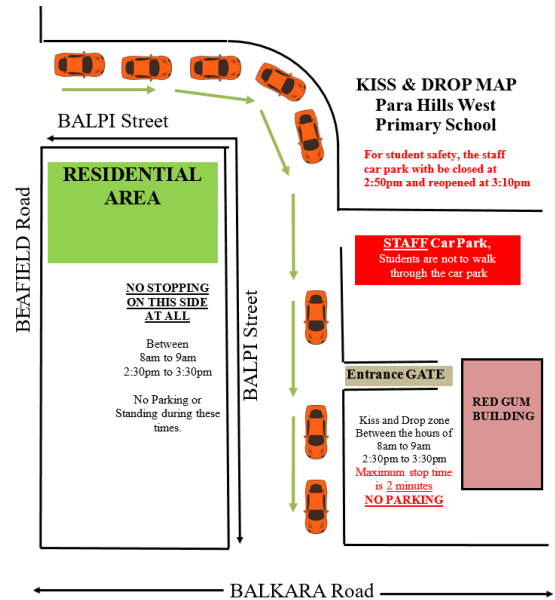 KISS & DROP MAP
Para Hills West
Primary School
For student safety, the staff
car park with be closed at
2:50pm and reopened at 3:10pm
BALPI Street
RESIDENTIAL
AREA
BEAFIELD Road
STAFF Car Park,
Students are not to walk
through the car park
NO STOPPING
ON THIS SIDE
AT ALL
Between
8am to 9am
2:30pm to 3:30pm
No Parking or
Standing during these
times.
BALPI Street
Entrance GATE
RED GUM
BUILDING
Kiss and Drop zone
Between the hours of
8am to 9am
2:30pm to 3:30pm
Maximum stop time
is 2 minutes
NO PARKING
BALKARA Road